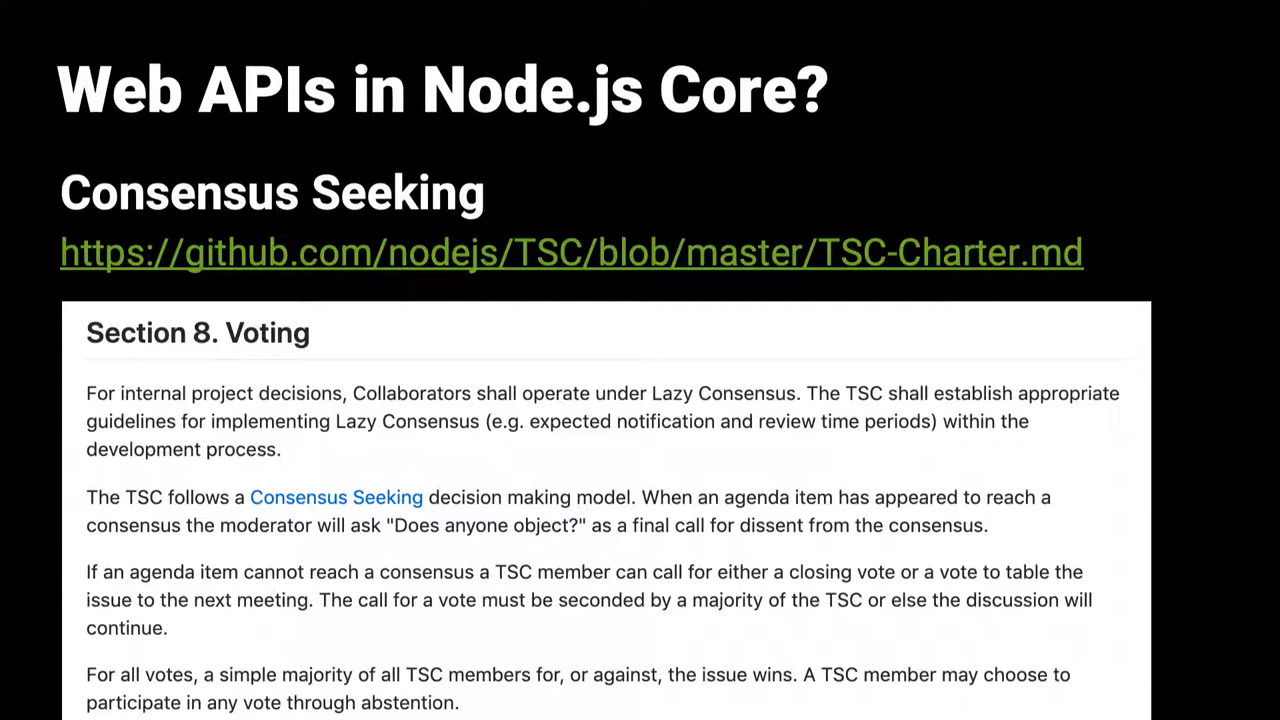 Web APIs in Node.js Core?
Consensus Seeking
https://github.com/nodejs/TSC/blob/master/TSC-Charter.md
Section 8. Voting
For internal project decisions, Collaborators shall operate under Lazy Consensus. The TSC shall establish appropriate
guidelines for implementing Lazy Consensus (e.g. expected notification and review time periods) within the
development process.
The TSC follows a Consensus Seeking decision making model. When an agenda item has appeared to reach a
consensus the moderator will ask "Does anyone object?" as a final call for dissent from the consensus.
If an agenda item cannot reach a consensus a TSC member can call for either a closing vote or a vote to table the
issue to the next meeting. The call for a vote must be seconded by a majority of the TSC or else the discussion will
continue.
For all votes, a simple majority of all TSC members for, or against, the issue wins. A TSC member may choose to
participate in any vote through abstention.